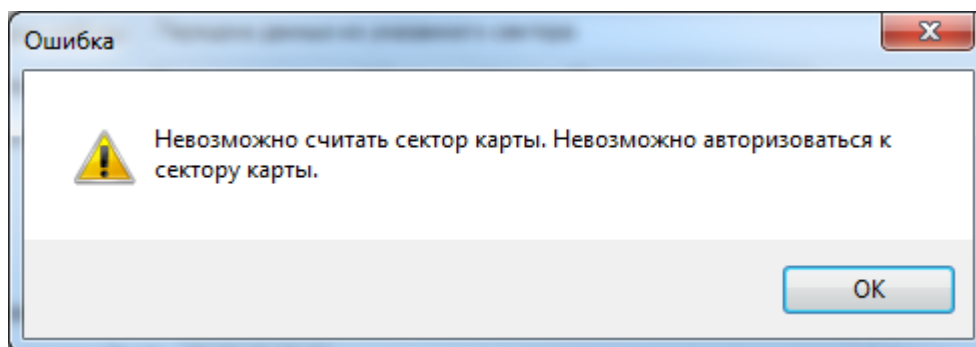 Ошибка
Невозможно считать сектор карты. Невозможно авторизоваться к
сектору карты.
OK